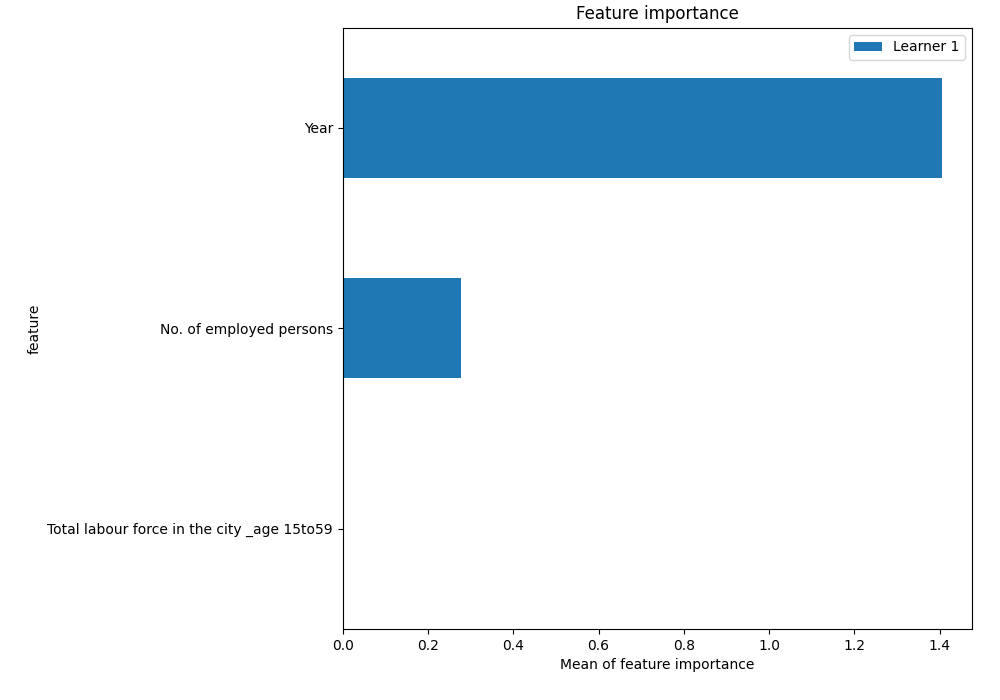 Feature importance
Learner 1
Year
No. of employed persons
Total labour force in the city _age 15to59
feature
0.0 0.2 0.4 0.6 0.8 1.0 1.2 1.4
Mean of feature importance